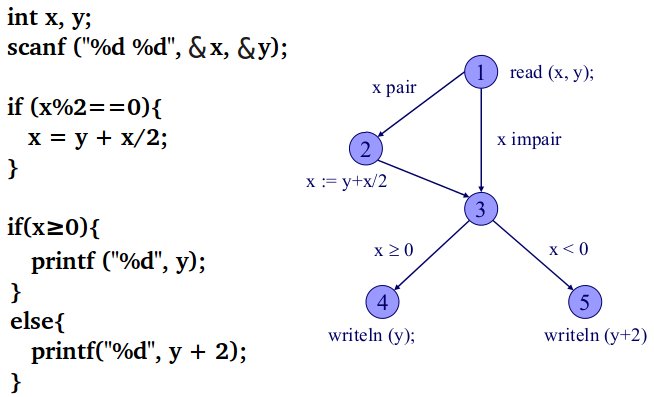 int x, y;
scanf ("%d %d", &x, &y);
if (x%2==0){
x = y + x/2;
}
if(x≥0){
printf ("%d", y);
}
else{
printf("%d", y + 2);
}
1 read (x, y);
x pair
x impair
2
x := y+x/2
3
x ≥ 0
x < 0
4
5
writeln (y);
writeln (y+2)